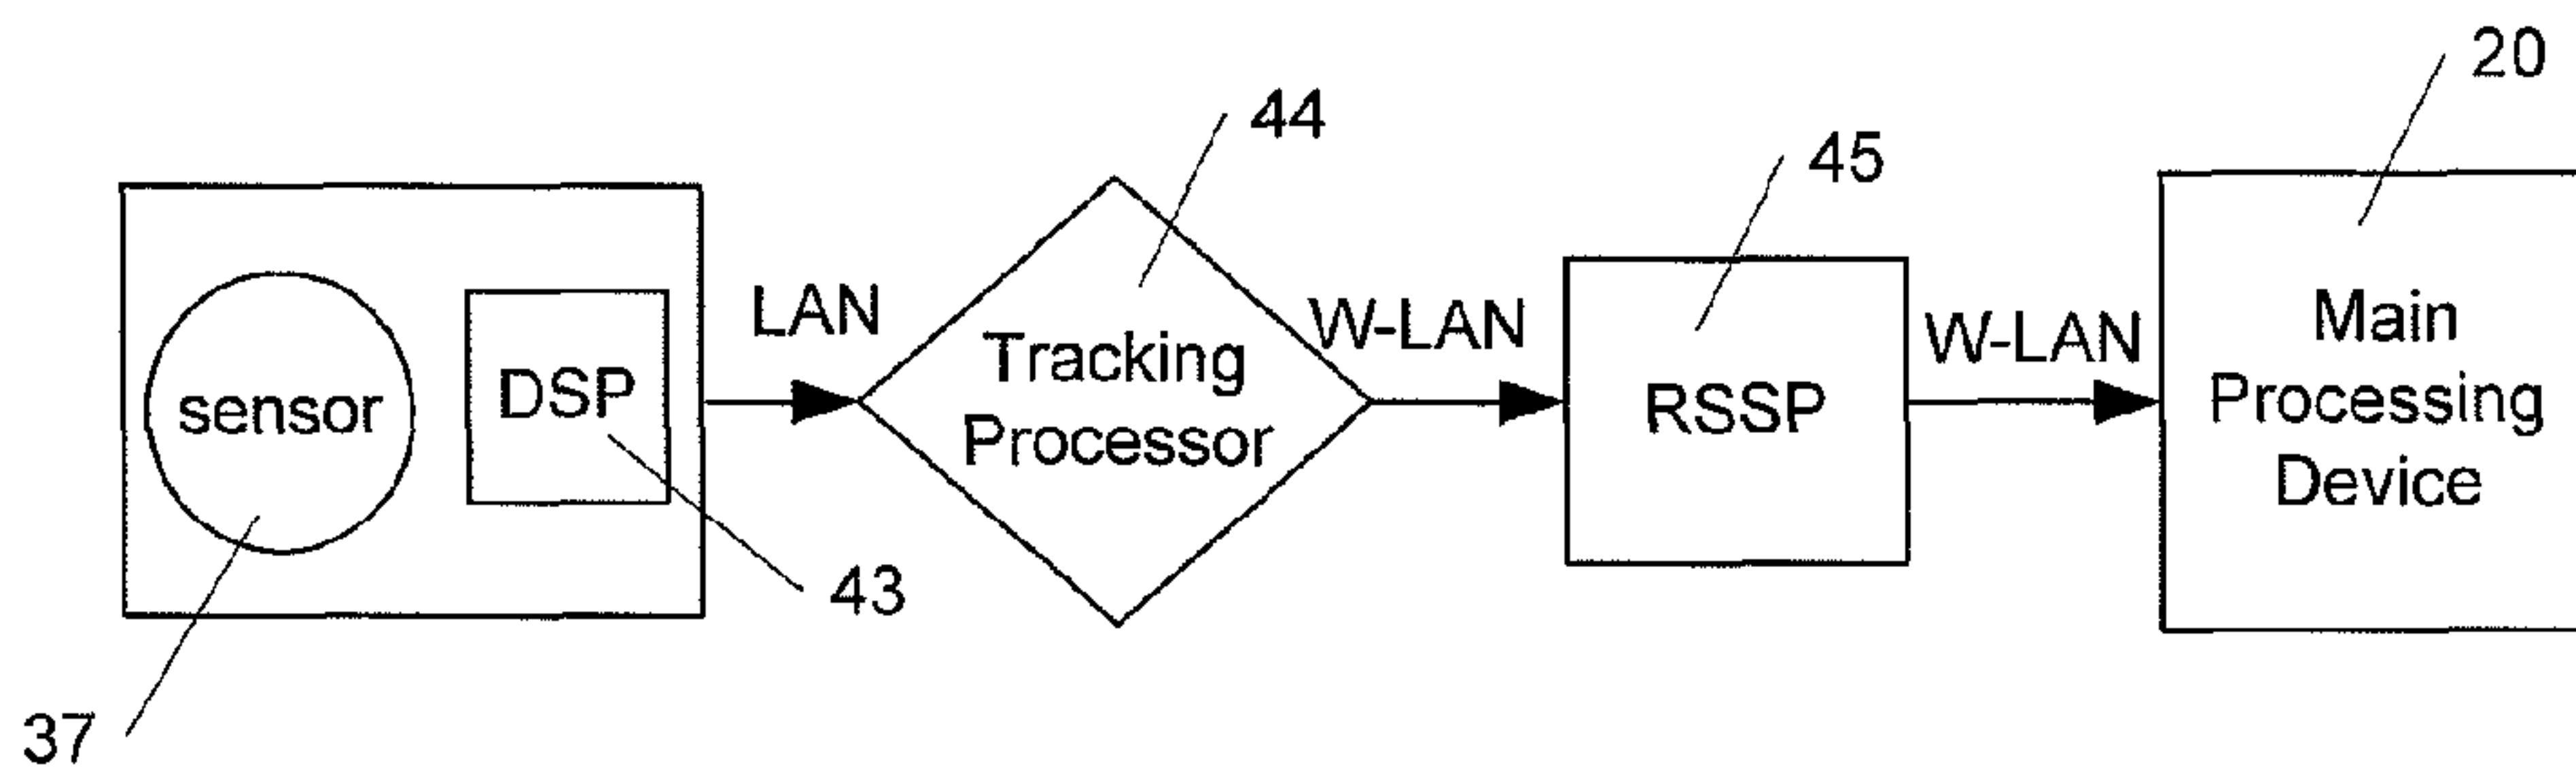 20
44
45
LAN
W-LAN
W-LAN
sensor
DSP
Tracking
Processor
RSSP
Main
Processing
Device
43
37